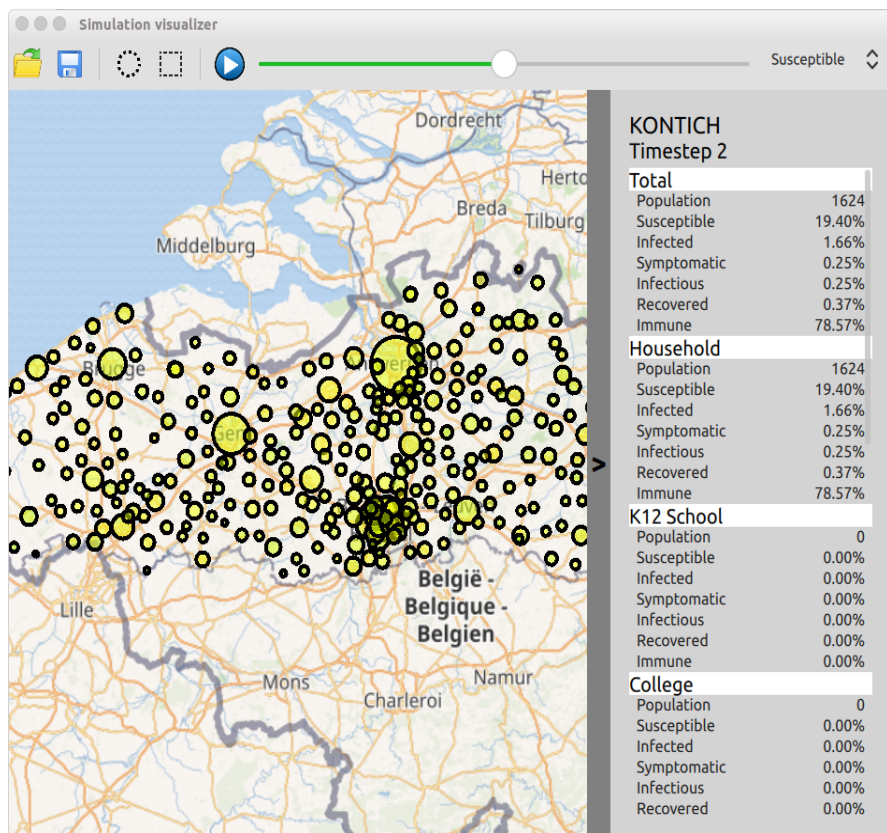 Simulation visualizer
Susceptible
Dordrecht
Breda
Tilburg
Middelburg
Brugge
Gent
Lille
België -
Belgique -
Belgien
Mons
Namur
Charleroi
>
KONTICH
Timestep 2
Total
Population 1624
Susceptible 19.40%
Infected 1.66%
Symptomatic 0.25%
Infectious 0.25%
Recovered 0.37%
Immune 78.57%
Household
Population 1624
Susceptible 19.40%
Infected 1.66%
Symptomatic 0.25%
Infectious 0.25%
Recovered 0.37%
Immune 78.57%
K12 School
Population 0
Susceptible 0.00%
Infected 0.00%
Symptomatic 0.00%
Infectious 0.00%
Recovered 0.00%
Immune 0.00%
College
Population 0
Susceptible 0.00%
Infected 0.00%
Symptomatic 0.00%
Infectious 0.00%
Recovered 0.00%